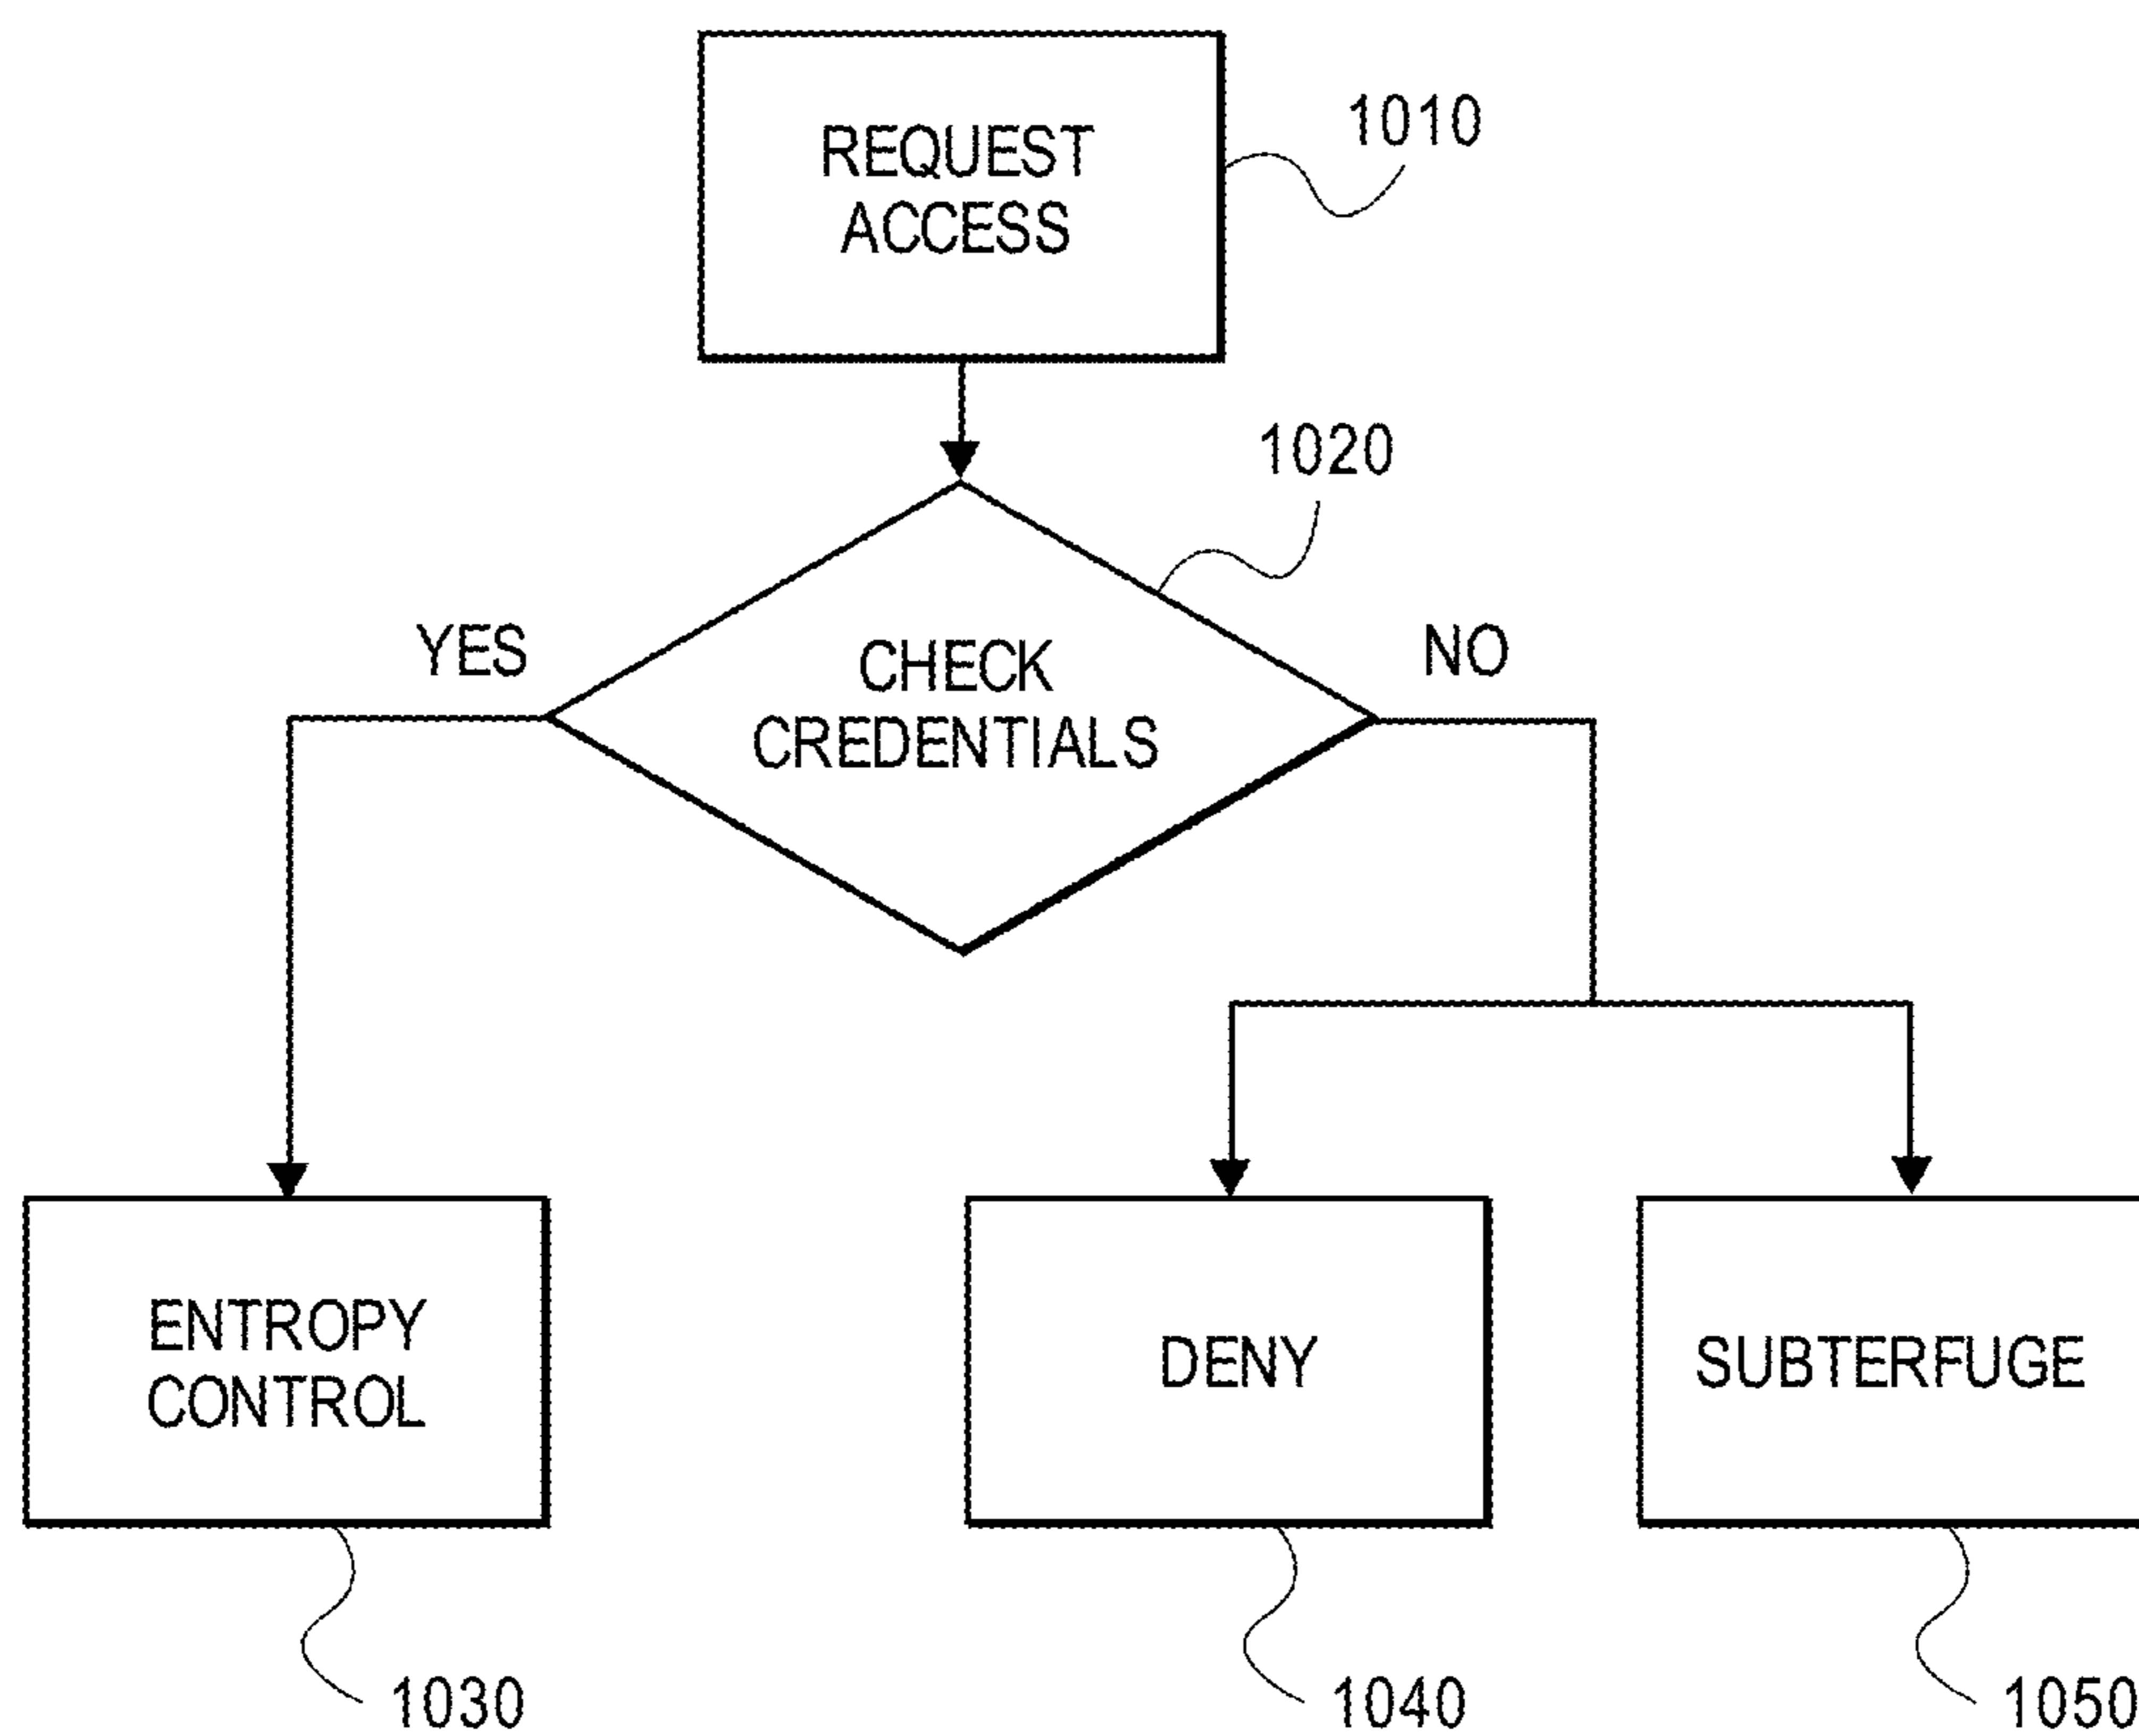 REQUEST
ACCESS
1010
1020
YES
CHECK
CREDENTIALS
NO
ENTROPY
CONTROL
DENY
SUBTERFUGE
1030
1040
1050